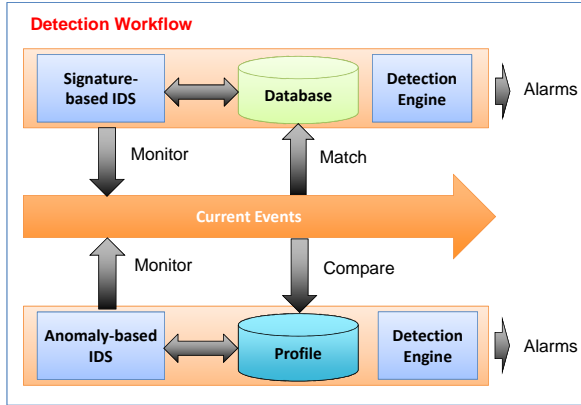 Detection Workflow
Signature-
based IDS
Database
Detection
Engine
Alarms
Monitor
Match
Current Events
Monitor
Compare
Anomaly-based
IDS
Profile
Detection
Engine
Alarms